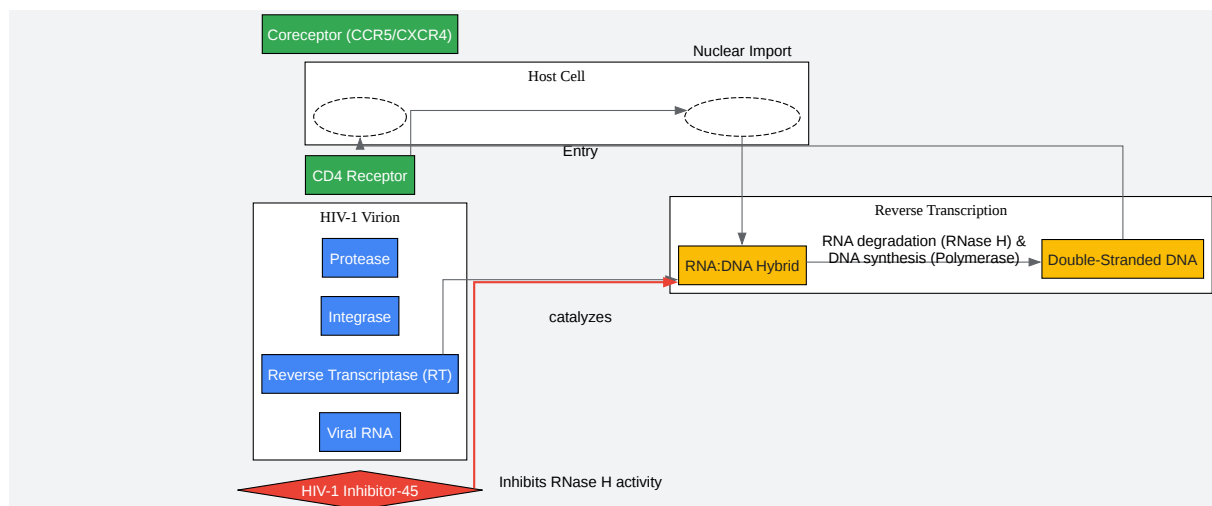 Coreceptor (CCR5/CXCR4)
Nuclear Import
Host Cell
Entry
CD4 Receptor
HIV-1 Virion
Protease
Integrase
Reverse Transcriptase (RT)
Viral RNA
Reverse Transcription
RNA:DNA Hybrid
RNA degradation (RNase H) &
DNA synthesis (Polymerase)
Double-Stranded DNA
catalyzes
HIV-1 Inhibitor-45
Inhibits RNase H activity